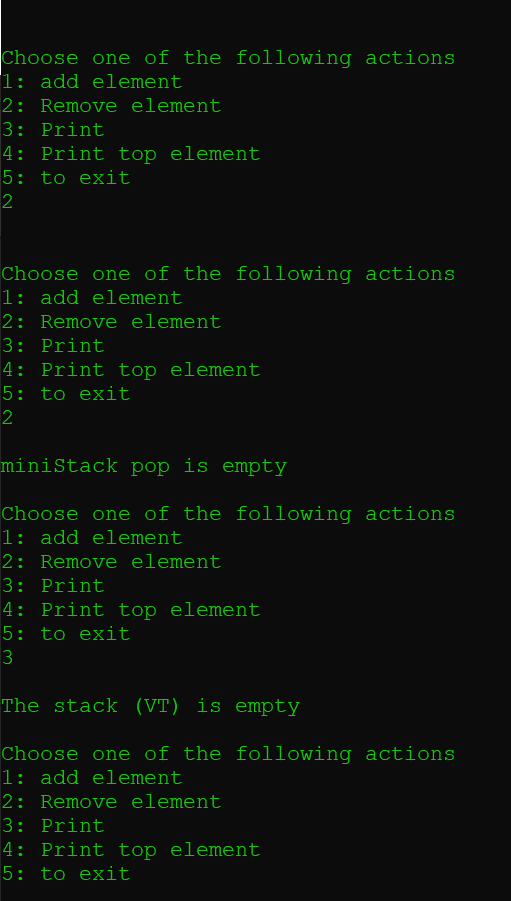 Choose one of the following actions
1: add element
2: Remove element
3: Print
4: Print top element
5: to exit
2
Choose one of the following actions
1: add element
2: Remove element
3: Print
4: Print top element
5: to exit
2
miniStack pop is empty
Choose one of the following actions
1: add element
2: Remove element
3: Print
4: Print top element
5: to exit
3
The stack (VT) is empty
Choose one of the following actions
1: add element
2: Remove element
3: Print
4: Print top element
5: to exit